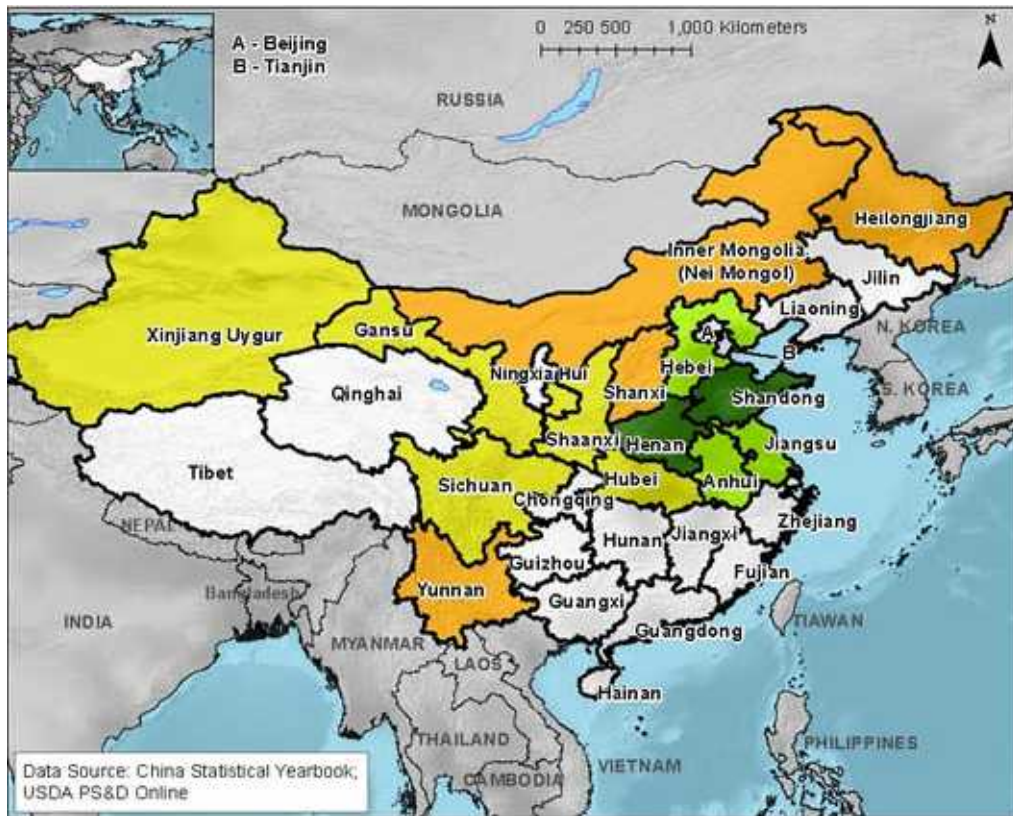 A - Beijing
B - Tianjin
0 250 500 1,000 Kilometers
N
RUSSIA
MONGOLIA
Heilongjiang
Inner Mongolia
(Nei Mongol)
Jilin
Liaoning
N. KOREA
Xinjiang Uygur
Gansu
A
B
Hebei
Ningxia Hui
Qinghai
Shanxi
Shandong
S. KOREA
Shaanxi
Henan
Jiangsu
Tibet
Sichuan
Hubei
Anhui
Chongqing
NEPAL
Zhejiang
Hunan
Jiangxi
Guizhou
Fujian
Yunnan
Bangladesh
Guangxi
INDIA
TIAWAN
Guangdong
MYANMAR
LAOS
Hainan
THAILAND
PHILIPPINES
VIETNAM
CAMBODIA
Data Source: China Statistical Yearbook;
USDA PS&D Online